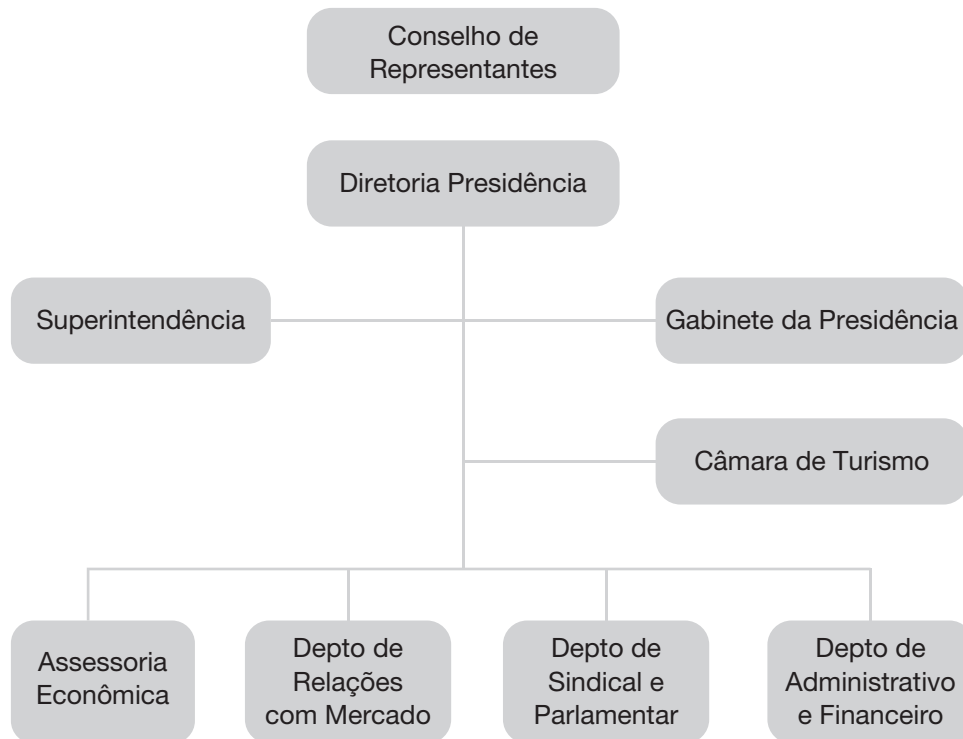 Conselho de
Representantes
Diretoria Presidência
Superintendência
Gabinete da Presidência
Câmara de Turismo
Assessoria
Econômica
Depto de
Relações
com Mercado
Depto de
Sindical e
Parlamentar
Depto de
Administrativo
e Financeiro